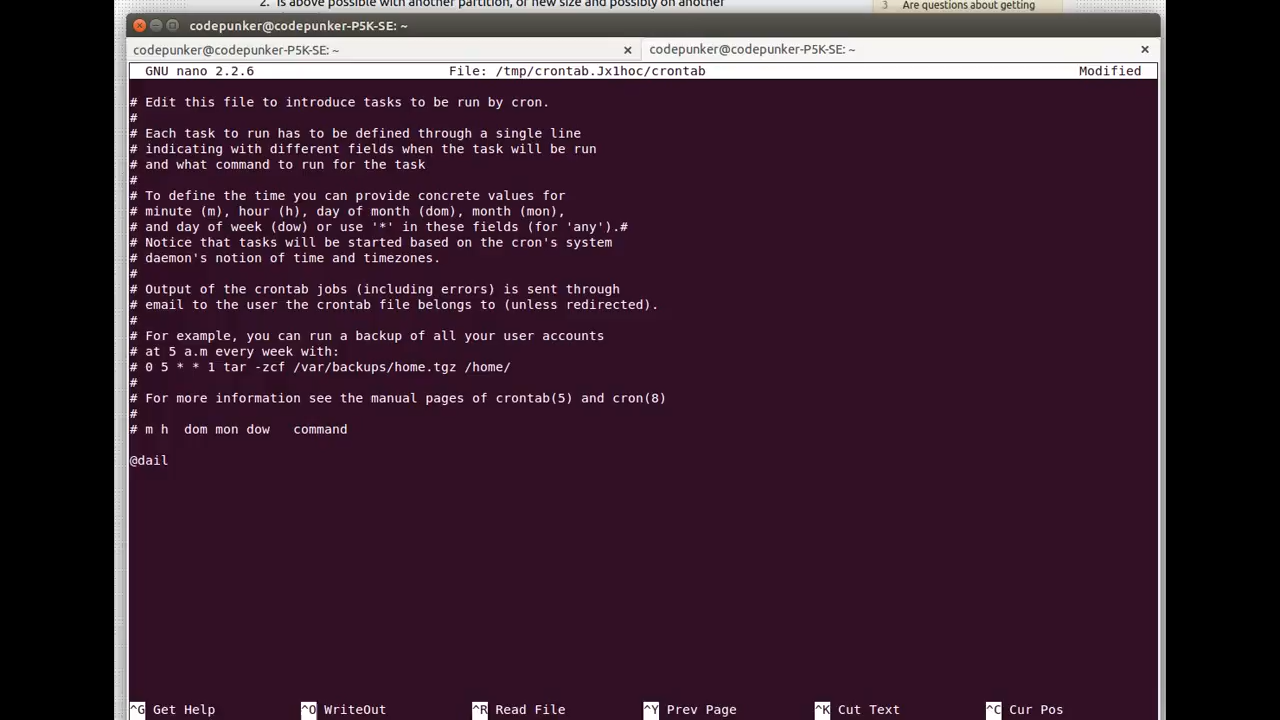 2. Is above possible with another partition, or new size and possibly on another
3 Are questions about getting
codepunker@codepunker-P5K-SE: ~
codepunker@codepunker-P5K-SE: ~ × codepunker@codepunker-P5K-SE: ~ ×
GNU nano 2.2.6 File: /tmp/crontab.Jx1hoc/crontab Modified
# Edit this file to introduce tasks to be run by cron.
#
# Each task to run has to be defined through a single line
# indicating with different fields when the task will be run
# and what command to run for the task
#
# To define the time you can provide concrete values for
# minute (m), hour (h), day of month (dom), month (mon),
# and day of week (dow) or use '*' in these fields (for 'any').#
# Notice that tasks will be started based on the cron's system
# daemon's notion of time and timezones.
#
# Output of the crontab jobs (including errors) is sent through
# email to the user the crontab file belongs to (unless redirected).
#
# For example, you can run a backup of all your user accounts
# at 5 a.m every week with:
# 0 5 * * 1 tar -zcf /var/backups/home.tgz /home/
#
# For more information see the manual pages of crontab(5) and cron(8)
#
# m h  dom mon dow   command
@dail
^G Get Help ^O WriteOut ^R Read File ^Y Prev Page ^K Cut Text ^C Cur Pos